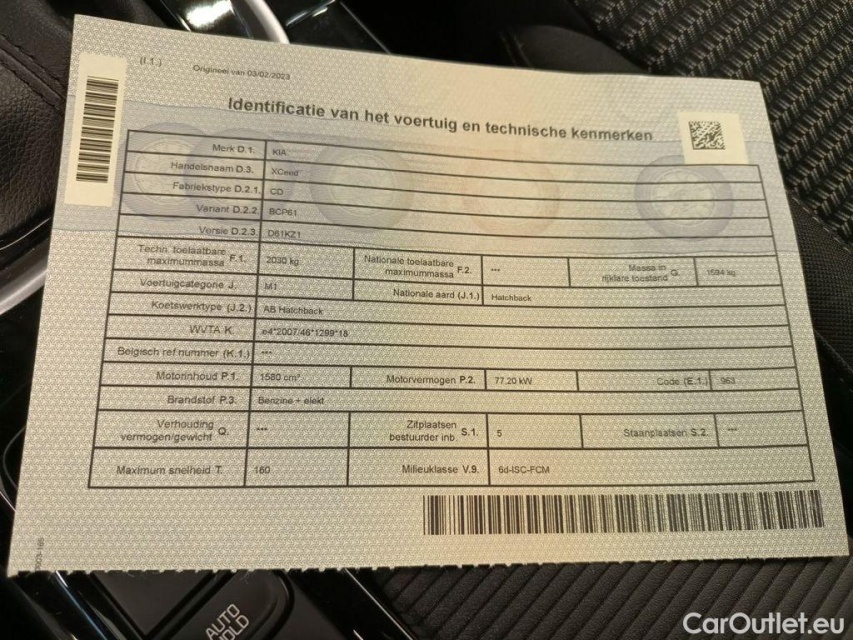 (I.1.)
Origineel van 03/02/2023
Identificatie van het voertuig en technische kenmerken
Merk D.1. KIA
Handelsnaam D.3. XCeed
Fabriekstype D.2.1. CD
Variant D.2.2. BCP61
Versie D.2.3. D61KZ1
Techn. toelaatbare maximummassa F.1. 2030 kg Nationale toelaatbare maximummassa F.2. --- Massa in rijklare toestand G. 1594 kg
Voertuigcategorie J. M1 Nationale aard (J.1.) Hatchback
Koetswerktype (J.2.) AB Hatchback
WVTA K. e4*2007/46*1299*18
Belgisch ref nummer (K.1.) ---
Motorinhoud P.1. 1580 cm³ Motorvermogen P.2. 77.20 kW Code (E.1.) 963
Brandstof P.3. Benzine + elekt
Verhouding vermogen/gewicht Q. --- Zitplaatsen bestuurder inb. S.1. 5 Staanplaatsen S.2. ---
Maximum snelheid T. 160 Milieuklasse V.9. 6d-ISC-FCM
AUTO
HOLD
CarOutlet.eu